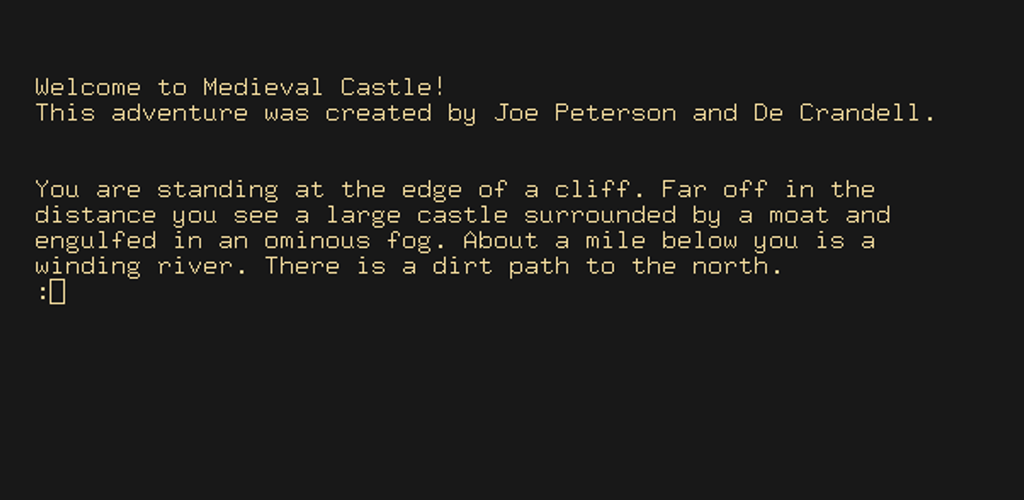 Welcome to Medieval Castle!
This adventure was created by Joe Peterson and De Crandell.
You are standing at the edge of a cliff. Far off in the
distance you see a large castle surrounded by a moat and
engulfed in an ominous fog. About a mile below you is a
winding river. There is a dirt path to the north.
: